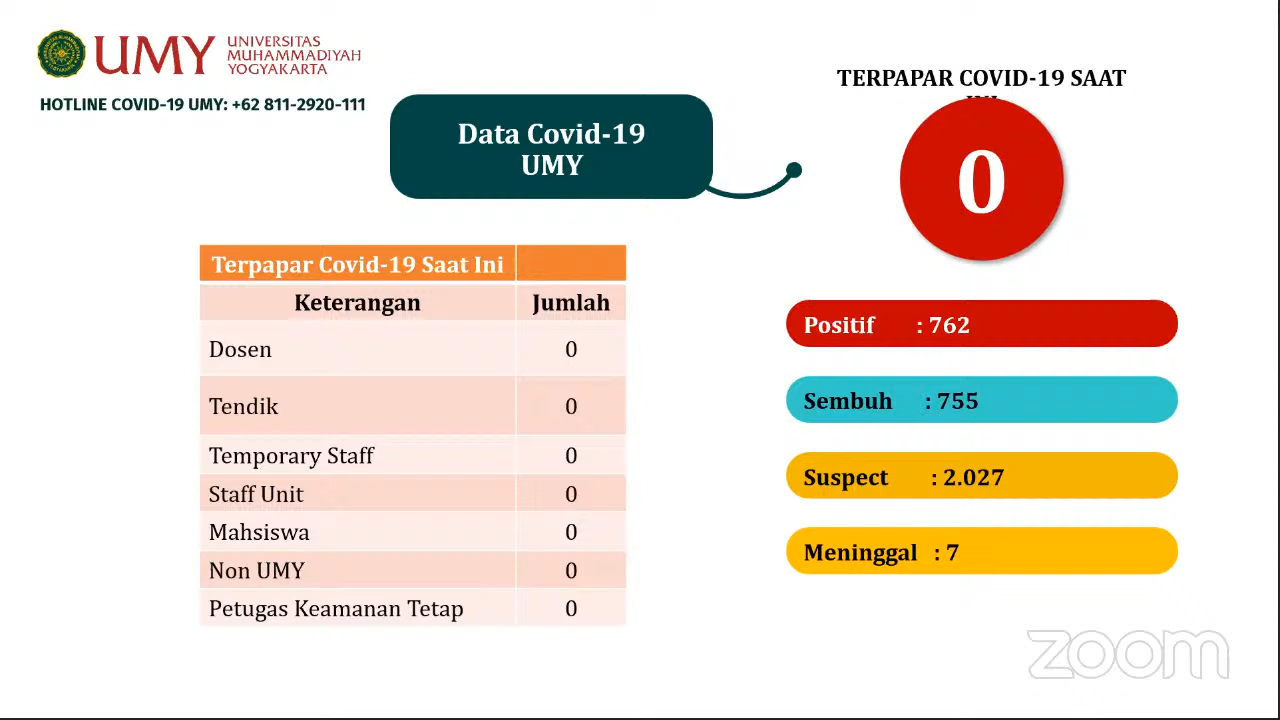 UMY
UNIVERSITAS
MUHAMMADIYAH
YOGYAKARTA
HOTLINE COVID-19 UMY: +62 811-2920-111
Data Covid-19
UMY
TERPAPAR COVID-19 SAAT
0
Terpapar Covid-19 Saat Ini
Keterangan Jumlah
Dosen 0
Tendik 0
Temporary Staff 0
Staff Unit 0
Mahsiswa 0
Non UMY 0
Petugas Keamanan Tetap 0
Positif : 762
Sembuh : 755
Suspect : 2.027
Meninggal : 7
zoom